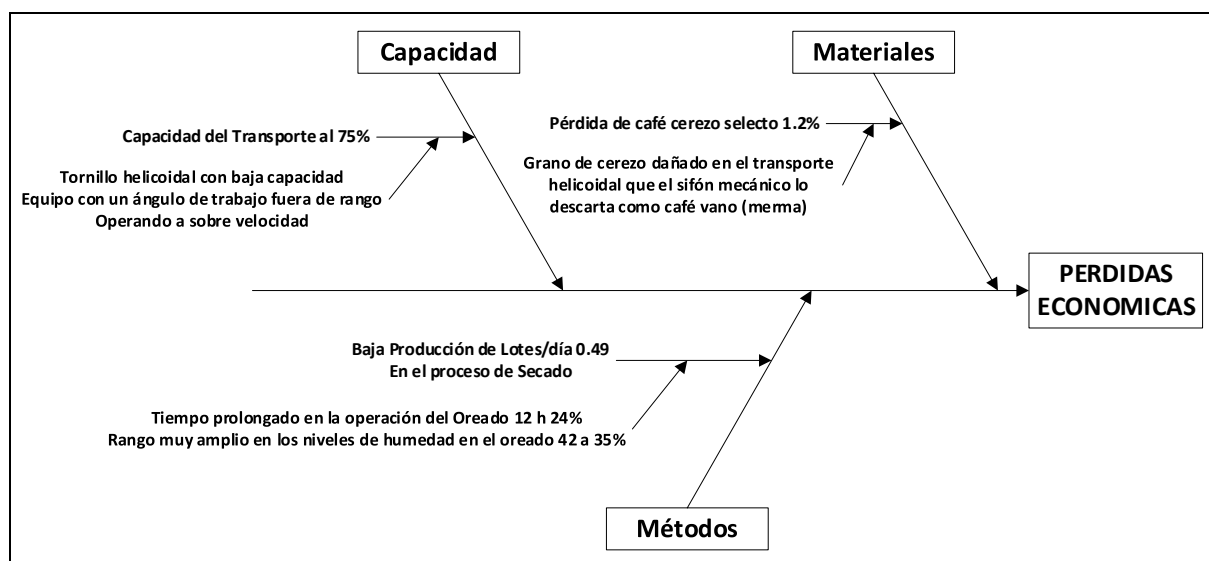 Capacidad
Materiales
Capacidad del Transporte al 75%
Tornillo helicoidal con baja capacidad
Equipo con un ángulo de trabajo fuera de rango
Operando a sobre velocidad
Pérdida de café cerezo selecto 1.2%
Grano de cerezo dañado en el transporte
helicoidal que el sifón mecánico lo
descarta como café vano (merma)
PERDIDAS
ECONOMICAS
Baja Producción de Lotes/día 0.49
En el proceso de Secado
Tiempo prolongado en la operación del Oreado 12 h 24%
Rango muy amplio en los niveles de humedad en el oreado 42 a 35%
Métodos